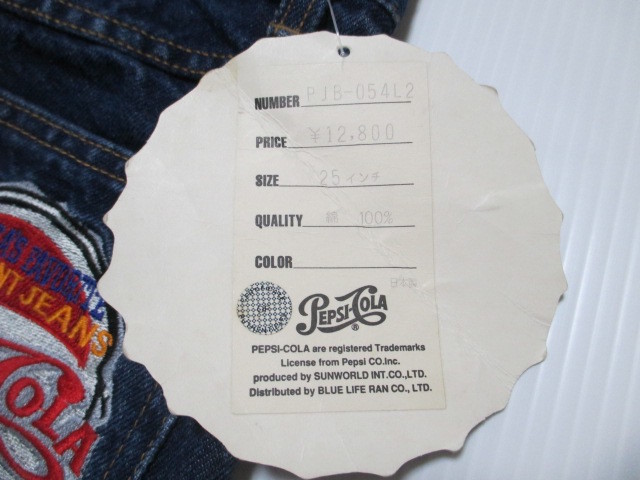 NUMBER PJB-054L2
PRICE ¥12,800
SIZE 25インチ
QUALITY 綿 100%
COLOR
PEPSI-COLA ®
PEPSI-COLA are registered Trademarks
License from Pepsi CO.Inc.
produced by SUNWORLD INT.CO.,LTD.
Distributed by BLUE LIFE RAN CO., LTD.
JEANS
COLA